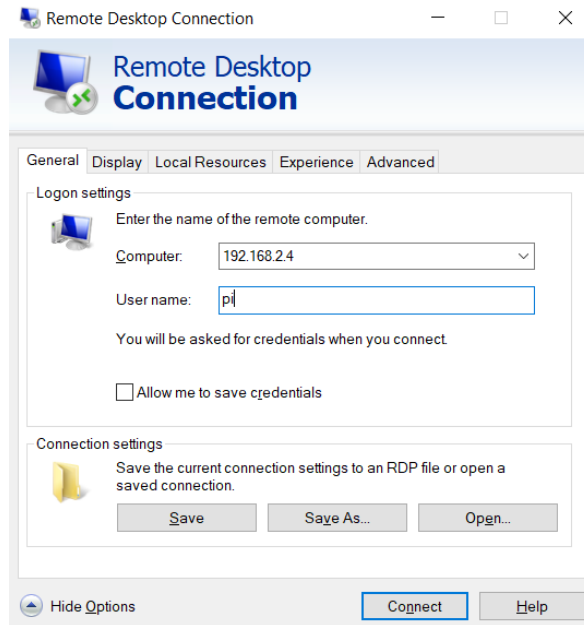 Remote Desktop Connection
Remote Desktop
Connection
General Display Local Resources Experience Advanced
Logon settings
Enter the name of the remote computer.
Computer: 192.168.2.4
User name: pi
You will be asked for credentials when you connect.
Allow me to save credentials
Connection settings
Save the current connection settings to an RDP file or open a
saved connection.
Save Save As... Open...
Hide Options Connect Help